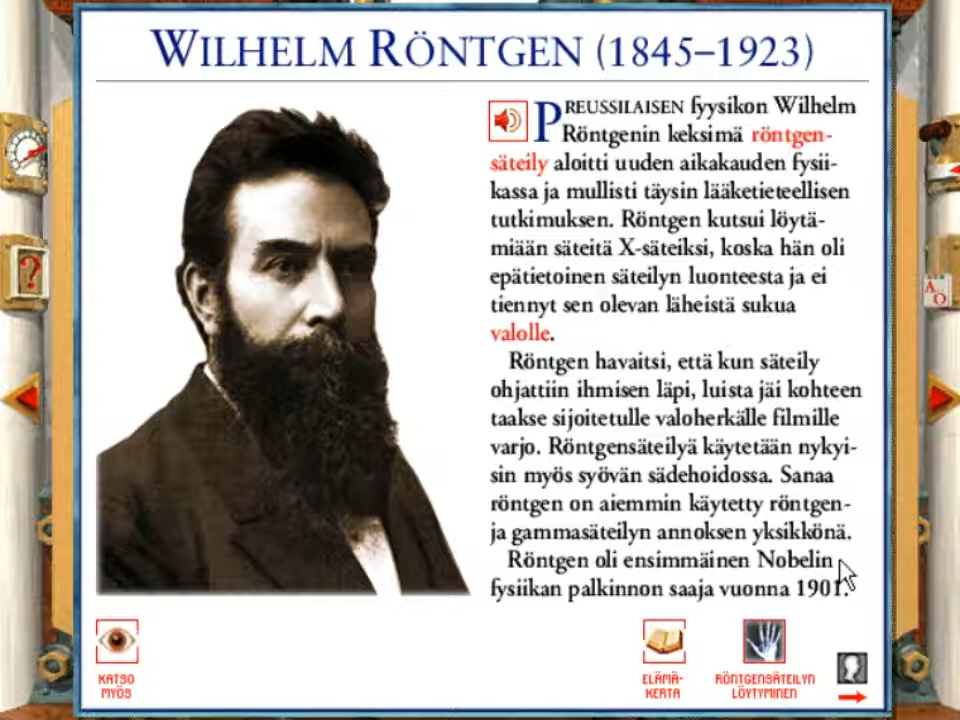 WILHELM RÖNTGEN (1845–1923)
PREUSSILAISEN fyysikon Wilhelm
Röntgenin keksimä röntgen-
säteily aloitti uuden aikakauden fysii-
kassa ja mullisti täysin lääketieteellisen
tutkimuksen. Röntgen kutsui löytä-
miään säteitä X-säteiksi, koska hän oli
epätietoinen säteilyn luonteesta ja ei
tiennyt sen olevan läheistä sukua
valolle.
Röntgen havaitsi, että kun säteily
ohjattiin ihmisen läpi, luista jäi kohteen
taakse sijoitetulle valoherkälle filmille
varjo. Röntgensäteilyä käytetään nykyi-
sin myös syövän sädehoidossa. Sanaa
röntgen on aiemmin käytetty röntgen-
ja gammasäteilyn annoksen yksikkönä.
Röntgen oli ensimmäinen Nobelin
fysiikan palkinnon saaja vuonna 1901.
KATSO
MYÖS
ELÄMÄ-
KERTA
RÖNTGENSÄTEILYN
LÖYTYMINEN
?
A
Ö